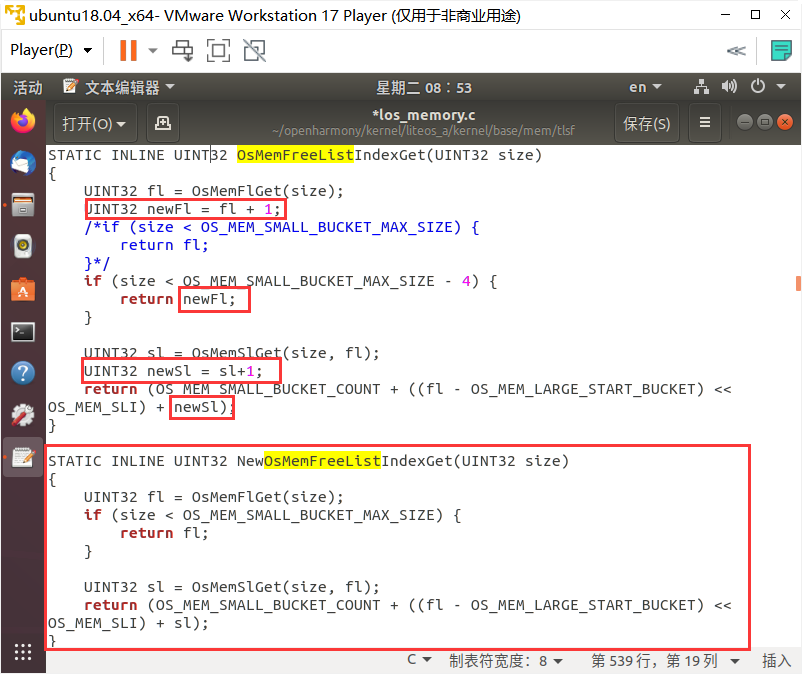 ubuntu18.04_x64- VMware Workstation 17 Player (仅用于非商业用途)
Player(P)
活动 文本编辑器 星期二 08：53 en
打开(O) *los_memory.c 保存(S)
~/openharmony/kernel/liteos_a/kernel/base/mem/tlsf
STATIC INLINE UINT32 OsMemFreeListIndexGet(UINT32 size)
{
    UINT32 fl = OsMemFlGet(size);
    UINT32 newFl = fl + 1;
    /*if (size < OS_MEM_SMALL_BUCKET_MAX_SIZE) {
        return fl;
    }*/
    if (size < OS_MEM_SMALL_BUCKET_MAX_SIZE - 4) {
        return newFl;
    }
    UINT32 sl = OsMemSlGet(size, fl);
    UINT32 newSl = sl+1;
    return (OS_MEM_SMALL_BUCKET_COUNT + ((fl - OS_MEM_LARGE_START_BUCKET) <<
OS_MEM_SLI) + newSl);
}
STATIC INLINE UINT32 NewOsMemFreeListIndexGet(UINT32 size)
{
    UINT32 fl = OsMemFlGet(size);
    if (size < OS_MEM_SMALL_BUCKET_MAX_SIZE) {
        return fl;
    }
    UINT32 sl = OsMemSlGet(size, fl);
    return (OS_MEM_SMALL_BUCKET_COUNT + ((fl - OS_MEM_LARGE_START_BUCKET) <<
OS_MEM_SLI) + sl);
}
C 制表符宽度：8 第 539 行，第 19 列 插入